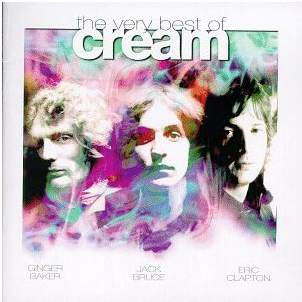 the very best of
cream
GINGER
BAKER
JACK
BRUCE
ERIC
CLAPTON